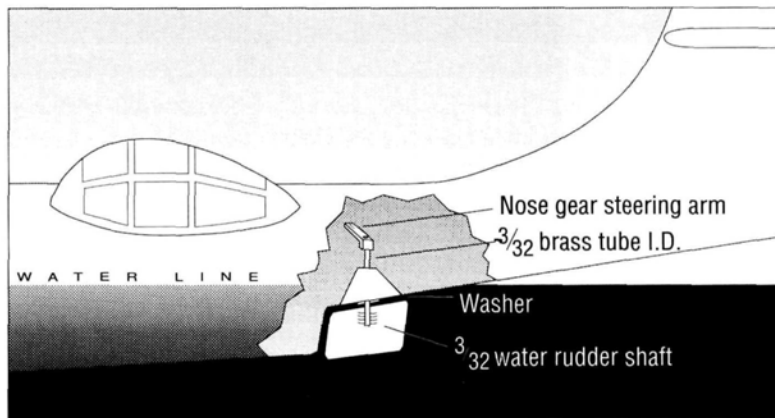 Nose gear steering arm
3/32 brass tube I.D.
WATER LINE
Washer
3/32 water rudder shaft